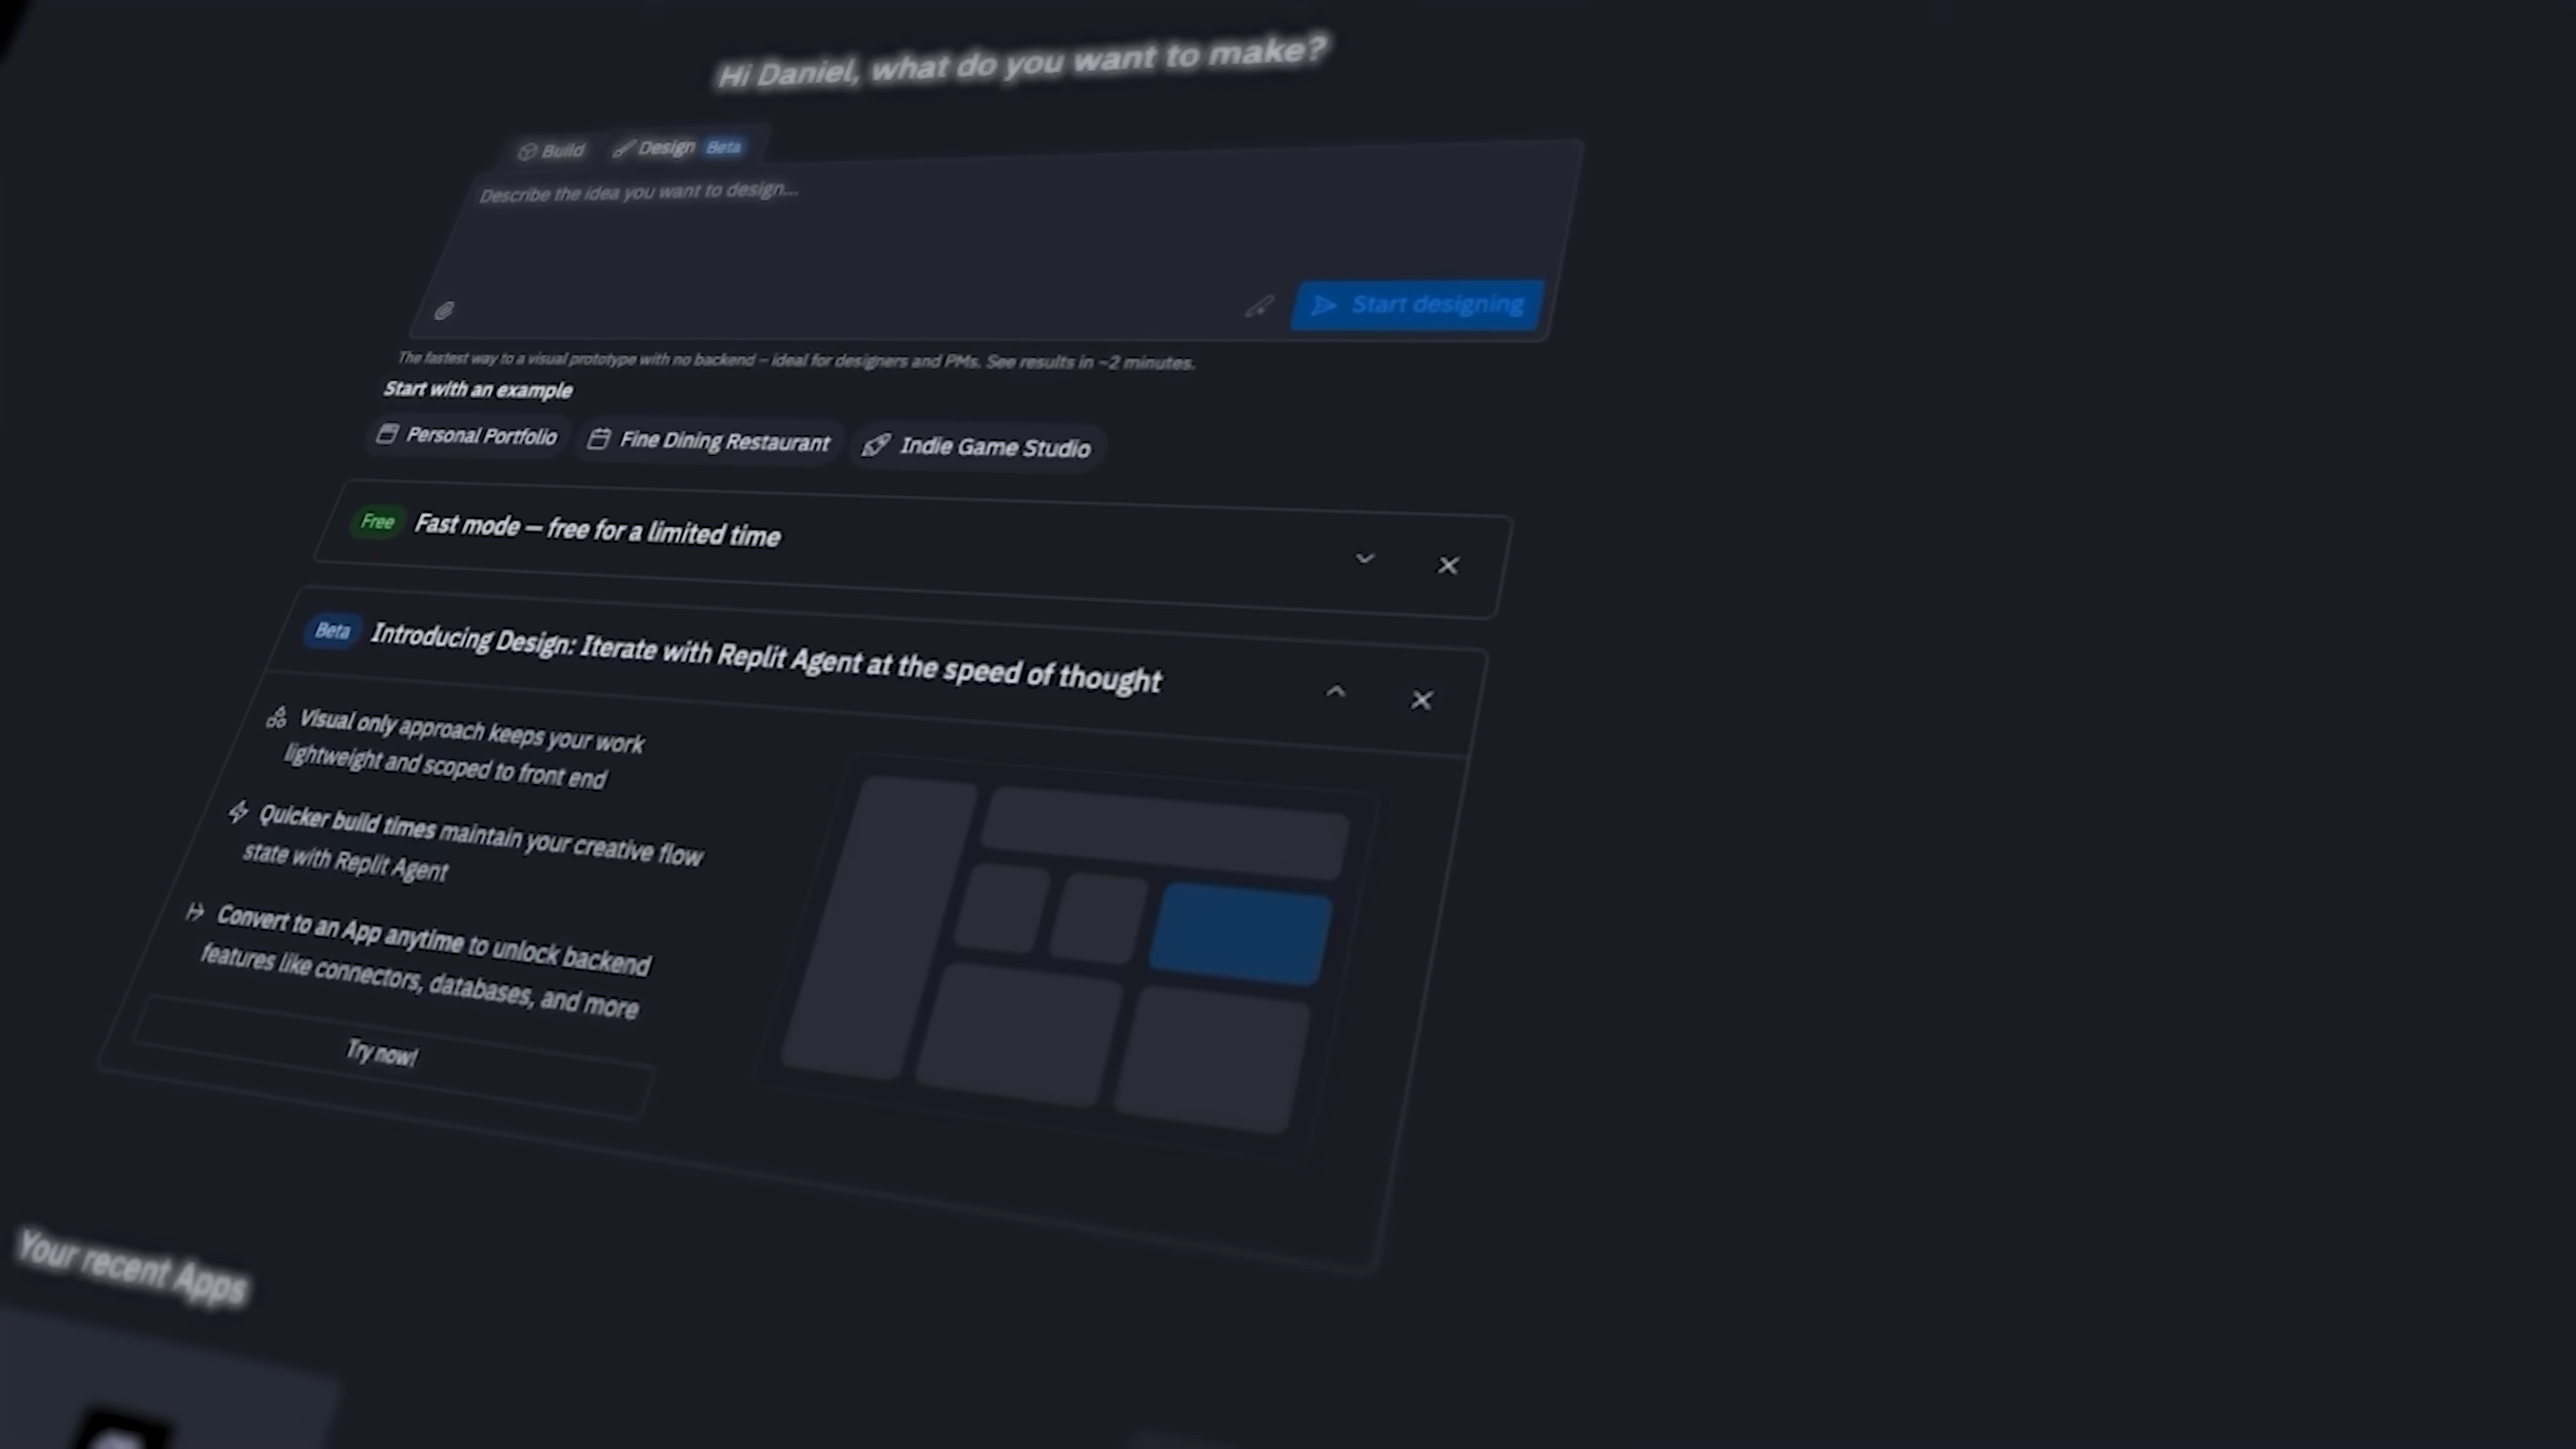 Hi Daniel, what do you want to make?
Build
Design Beta
Describe the idea you want to design...
Start designing
The fastest way to a visual prototype with no backend – ideal for designers and PMs. See results in ~2 minutes.
Start with an example
Personal Portfolio
Fine Dining Restaurant
Indie Game Studio
Free Fast mode – free for a limited time
Beta Introducing Design: Iterate with Replit Agent at the speed of thought
Visual only approach keeps your work
lightweight and scoped to front end
Quicker build times maintain your creative flow
state with Replit Agent
Convert to an App anytime to unlock backend
features like connectors, databases, and more
Try now!
Your recent Apps